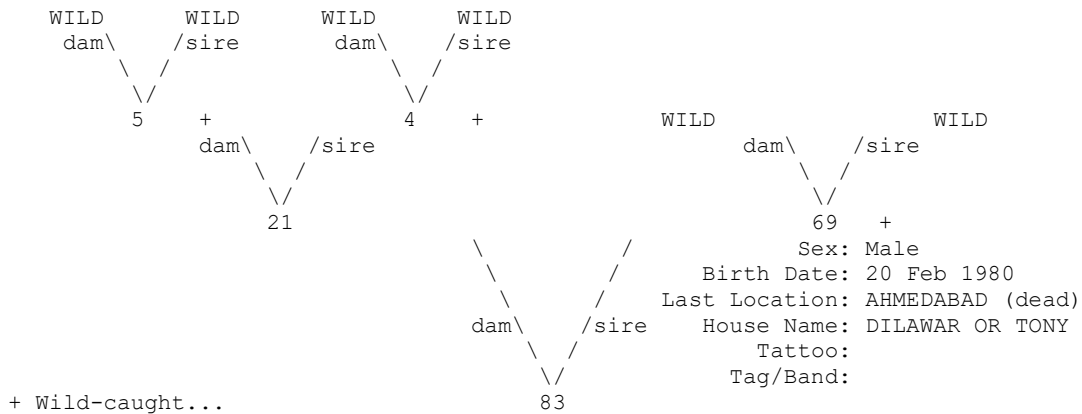 WILD WILD WILD WILD
dam\ /sire dam\ /sire
\ / \ /
\/ \/
5 + 4 + WILD WILD
dam\ /sire dam\ /sire
\ / \ /
\/ \/
21 69 +
\ / Sex: Male
\ / Birth Date: 20 Feb 1980
\ / Last Location: AHMEDABAD (dead)
dam\ /sire House Name: DILAWAR OR TONY
\ / Tattoo:
\/ Tag/Band:
+ Wild-caught... 83